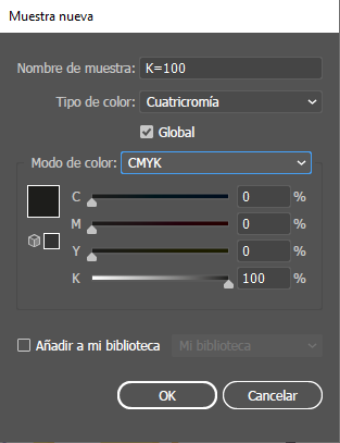 Muestra nueva
Nombre de muestra: K=100
Tipo de color: Cuatricromía
Global
Modo de color: CMYK
C 0 %
M 0 %
Y 0 %
K 100 %
Añadir a mi biblioteca Mi biblioteca
OK Cancelar